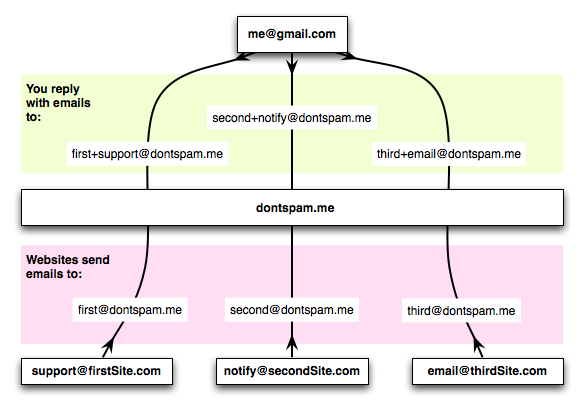 me@gmail.com
You reply
with emails
to:
second+notify@dontspam.me
first+support@dontspam.me
third+email@dontspam.me
dontspam.me
Websites send
emails to:
first@dontspam.me
second@dontspam.me
third@dontspam.me
support@firstSite.com
notify@secondSite.com
email@thirdSite.com